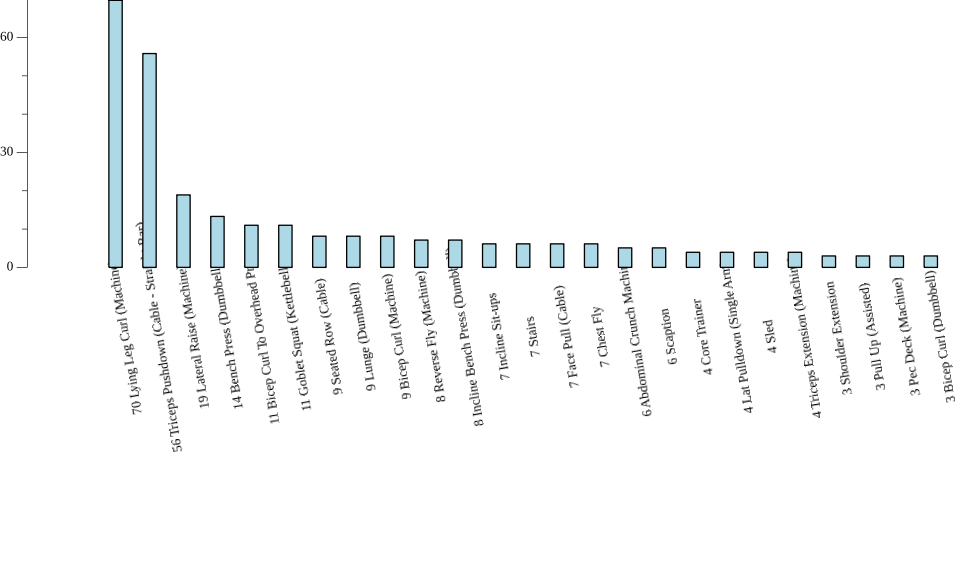 60
30
0
70 Lying Leg Curl (Machine
56 Triceps Pushdown (Cable - Stra
19 Lateral Raise (Machine
14 Bench Press (Dumbbell
11 Bicep Curl To Overhead Pr
11 Goblet Squat (Kettlebell
9 Seated Row (Cable)
9 Lunge (Dumbbell)
9 Bicep Curl (Machine)
8 Reverse Fly (Machine)
8 Incline Bench Press (Dumbb
7 Incline Sit-ups
7 Stairs
7 Face Pull (Cable)
7 Chest Fly
6 Abdominal Crunch Machin
6 Scaption
4 Core Trainer
4 Lat Pulldown (Single Arm
4 Sled
4 Triceps Extension (Machin
3 Shoulder Extension
3 Pull Up (Assisted)
3 Pec Deck (Machine)
3 Bicep Curl (Dumbbell)